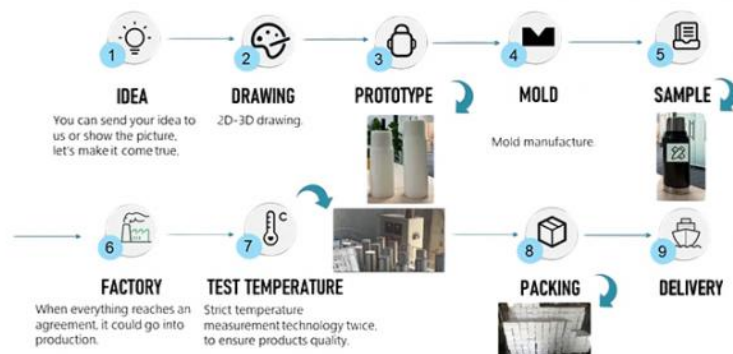 1
2
3
4
5
IDEA
DRAWING
PROTOTYPE
MOLD
SAMPLE
You can send your idea to
us or show the picture,
let's make it come true.
2D-3D drawing.
Mold manufacture
6
7
C
8
9
FACTORY
TEST TEMPERATURE
PACKING
DELIVERY
When everything reaches an
agreement, it could go into
production.
Strict temperature
measurement technology twice,
to ensure products quality.